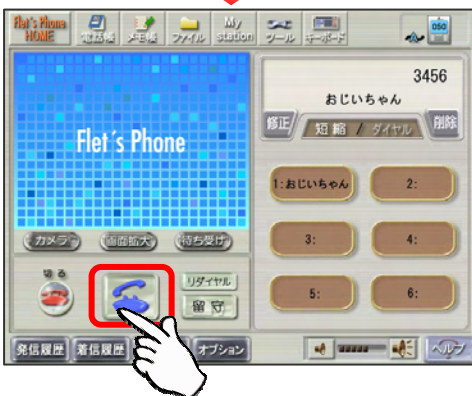 Flet's Phone HOME
電話帳
メモ帳
ファイル
My station
ツール
キーボード
050
3456
おじいちゃん
修正
短縮 / ダイヤル
削除
Flet's Phone
1:おじいちゃん
2:
3:
4:
5:
6:
カメラ
画面拡大
待ち受け
切る
リダイヤル
留守
発信履歴
着信履歴
オプション
ヘルプ